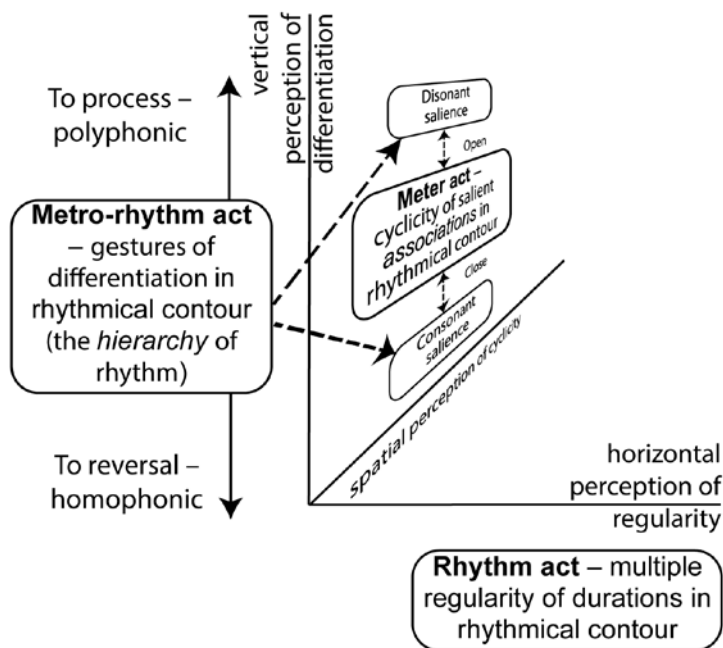 To process –
polyphonic
Metro-rhythm act
– gestures of
differentiation in
rhythmical contour
(the hierarchy of
rhythm)
To reversal –
homophonic
vertical
perception of
differentiation
Disonant
salience
Open
Meter act –
cyclicity of salient
associations in
rhythmical contour
Close
Consonant
salience
spatial perception of cyclicity
horizontal
perception of
regularity
Rhythm act – multiple
regularity of durations in
rhythmical contour